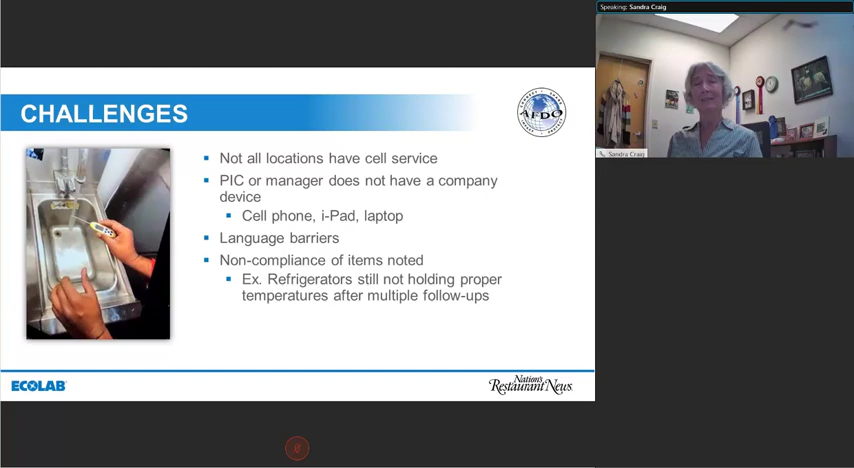 Speaking: Sandra Craig
CHALLENGES
AFDO
Not all locations have cell service
PIC or manager does not have a company
device
Cell phone, i-Pad, laptop
Language barriers
Non-compliance of items noted
Ex. Refrigerators still not holding proper
temperatures after multiple follow-ups
Sandra Craig
ECOLAB
Nation's
Restaurant News